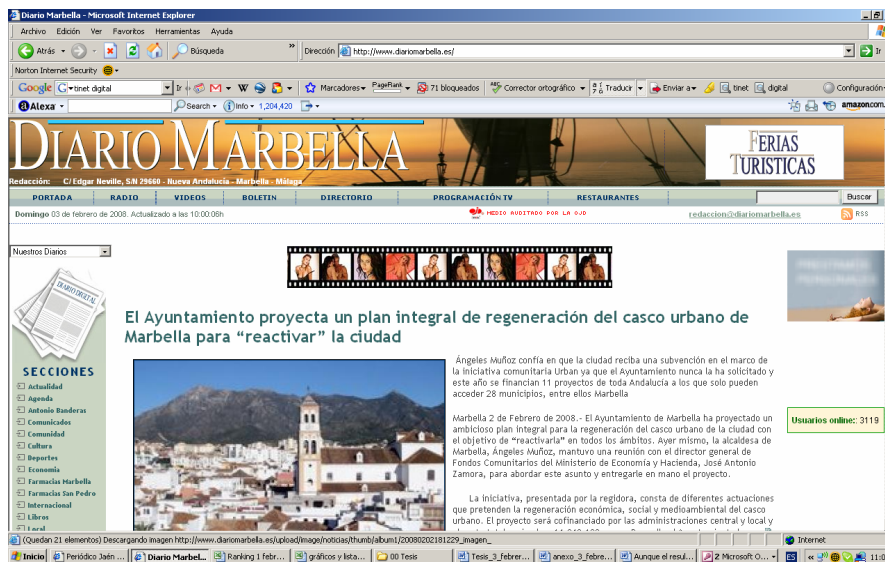 Diario Marbella - Microsoft Internet Explorer
Archivo Edición Ver Favoritos Herramientas Ayuda
Atrás Búsqueda » Dirección http://www.diariomarbella.es/ Ir
Norton Internet Security
Google G tinet digital Ir Marcadores PageRank 71 bloqueados Corrector ortográfico Traducir Enviar a tinet digital Configuración
Alexa Search Info 1,204,420 amazon.com
DIARIO MARBELLA
FERIAS
TURISTICAS
Redacción: C/ Edgar Neville, S/N 29660 - Nueva Andalucía - Marbella - Málaga
PORTADA RADIO VIDEOS BOLETIN DIRECTORIO PROGRAMACIÓN TV RESTAURANTES Buscar
Domingo 03 de febrero de 2008. Actualizado a las 10:00:06h MEDIO AUDITADO POR LA OJD redaccion@diariomarbella.es RSS
Nuestros Diarios
DIARIO DIGITAL
El Ayuntamiento proyecta un plan integral de regeneración del casco urbano de
Marbella para “reactivar” la ciudad
SECCIONES
Actualidad
Agenda
Antonio Banderas
Comunicados
Comunidad
Cultura
Deportes
Economia
Farmacias Marbella
Farmacias San Pedro
Internacional
Libros
Local
Ángeles Muñoz confía en que la ciudad reciba una subvención en el marco de
la iniciativa comunitaria Urban ya que el Ayuntamiento nunca la ha solicitado y
este año se financian 11 proyectos de toda Andalucía a los que solo pueden
acceder 28 municipios, entre ellos Marbella
Marbella 2 de Febrero de 2008.- El Ayuntamiento de Marbella ha proyectado un
ambicioso plan integral para la regeneración del casco urbano de la ciudad con
el objetivo de “reactivarla” en todos los ámbitos. Ayer mismo, la alcaldesa de
Marbella, Ángeles Muñoz, mantuvo una reunión con el director general de
Fondos Comunitarios del Ministerio de Economía y Hacienda, José Antonio
Zamora, para abordar este asunto y entregarle en mano el proyecto.
La iniciativa, presentada por la regidora, consta de diferentes actuaciones
que pretenden la regeneración económica, social y medioambiental del casco
urbano. El proyecto será cofinanciado por las administraciones central y local y
Usuarios online:: 3119
(Quedan 21 elementos) Descargando imagen http://www.diariomarbella.es/upload/image/noticias/thumb/album1/20080202181229_imagen_ Internet
Inicio Periódico Jaén ... Diario Marbel... Ranking 1 febr... gráficos y lista... 00 Tesis Tesis_3_febrer... anexo_3_febre... Aunque el resul... 2 Microsoft O... ES « 11:0